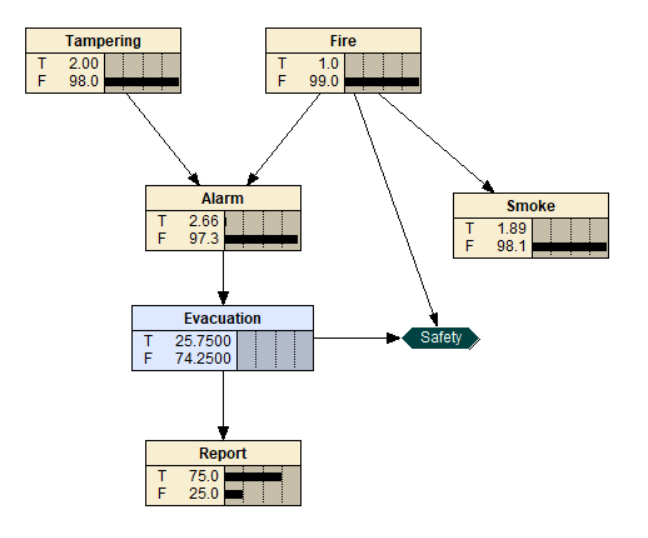 Tampering
T 2.00
F 98.0
Fire
T 1.0
F 99.0
Alarm
T 2.66
F 97.3
Smoke
T 1.89
F 98.1
Evacuation
T 25.7500
F 74.2500
Safety
Report
T 75.0
F 25.0